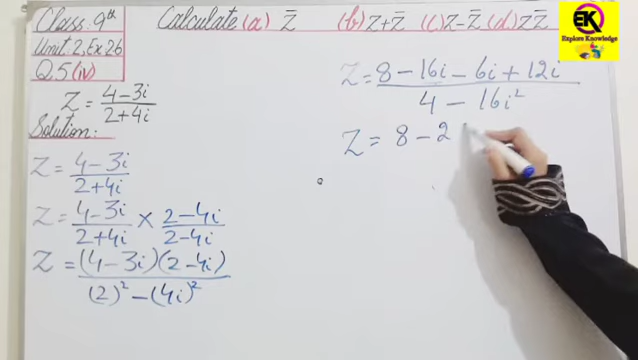 Class. 9th
Unit 2, Ex 2.6
Q.5 (iv)
Calculate (a) z̄ (b) z+z̄ (c) z-z̄ (d) zz̄
EK
Explore Knowledge
z = 4-3i / 2+4i
Solution:
z = 4-3i / 2+4i
z = 4-3i / 2+4i × 2-4i / 2-4i
z = (4-3i)(2-4i) / (2)² - (4i)²
z = 8 - 16i - 6i + 12i / 4 - 16i²
z = 8 - 2